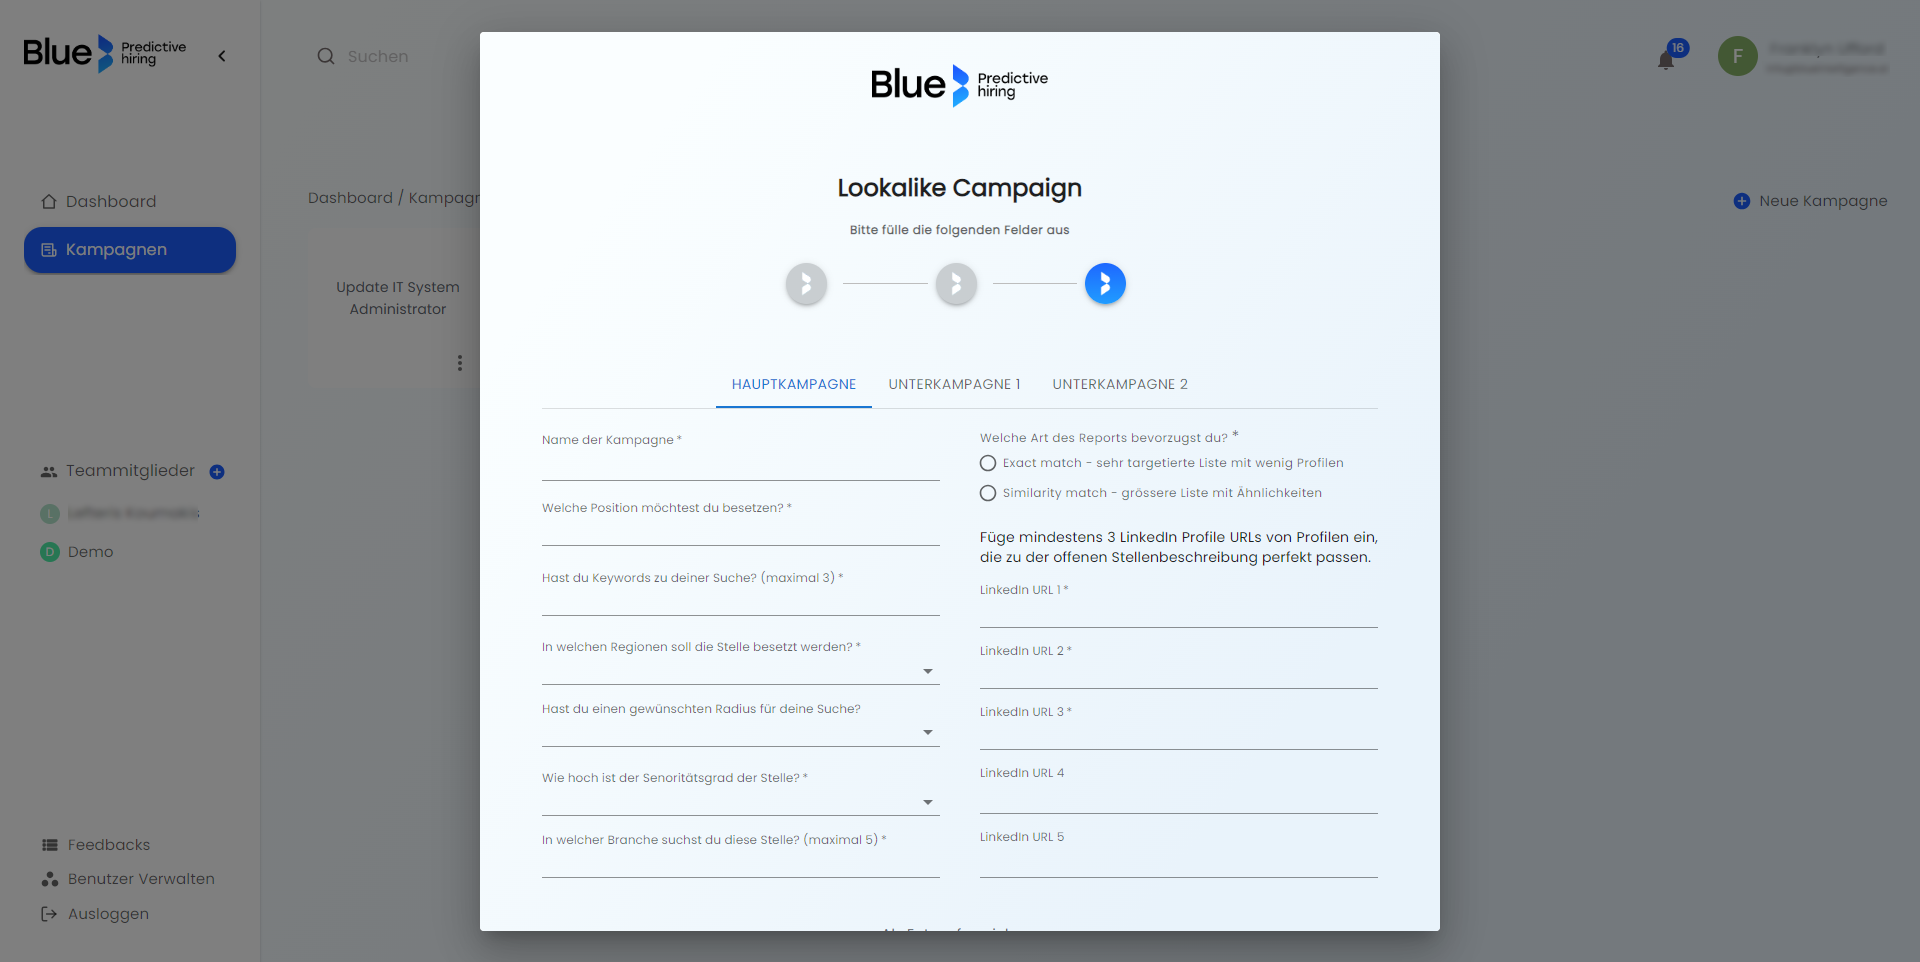 Blue Predictive hiring
Suchen
16
F
Dashboard
Kampagnen
Dashboard / Kampagn
Neue Kampagne
Update IT System
Administrator
Teammitglieder
L
D Demo
Feedbacks
Benutzer Verwalten
Ausloggen
Blue Predictive hiring
Lookalike Campaign
Bitte fülle die folgenden Felder aus
HAUPTKAMPAGNE UNTERKAMPAGNE 1 UNTERKAMPAGNE 2
Name der Kampagne *
Welche Position möchtest du besetzen? *
Hast du Keywords zu deiner Suche? (maximal 3) *
In welchen Regionen soll die Stelle besetzt werden? *
Hast du einen gewünschten Radius für deine Suche?
Wie hoch ist der Senoritätsgrad der Stelle? *
In welcher Branche suchst du diese Stelle? (maximal 5) *
Welche Art des Reports bevorzugst du? *
Exact match - sehr targetierte Liste mit wenig Profilen
Similarity match - grössere Liste mit Ähnlichkeiten
Füge mindestens 3 LinkedIn Profile URLs von Profilen ein,
die zu der offenen Stellenbeschreibung perfekt passen.
LinkedIn URL 1 *
LinkedIn URL 2 *
LinkedIn URL 3 *
LinkedIn URL 4
LinkedIn URL 5